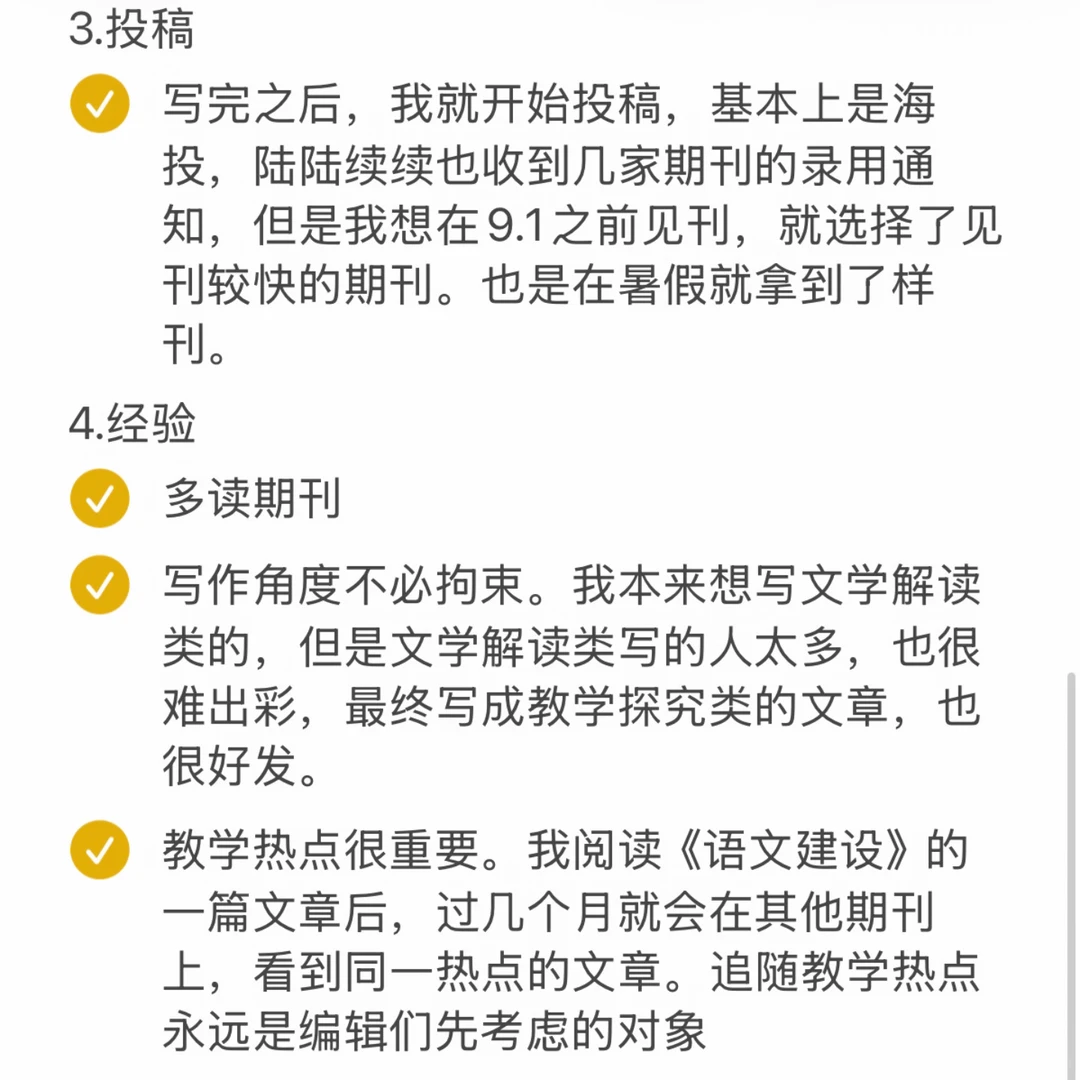 3.投稿
写完之后，我就开始投稿，基本上是海
投，陆陆续续也收到几家期刊的录用通
知，但是我想在9.1之前见刊，就选择了见
刊较快的期刊。也是在暑假就拿到了样
刊。
4.经验
多读期刊
写作角度不必拘束。我本来想写文学解读
类的，但是文学解读类写的人太多，也很
难出彩，最终写成教学探究类的文章，也
很好发。
教学热点很重要。我阅读《语文建设》的
一篇文章后，过几个月就会在其他期刊
上，看到同一热点的文章。追随教学热点
永远是编辑们先考虑的对象